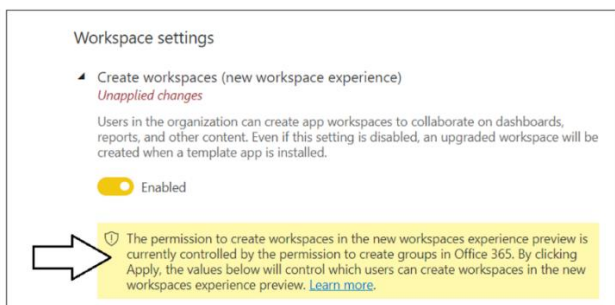 Workspace settings
Create workspaces (new workspace experience)
Unapplied changes
Users in the organization can create app workspaces to collaborate on dashboards,
reports, and other content. Even if this setting is disabled, an upgraded workspace will be
created when a template app is installed.
Enabled
The permission to create workspaces in the new workspaces experience preview is
currently controlled by the permission to create groups in Office 365. By clicking
Apply, the values below will control which users can create workspaces in the new
workspaces experience preview. Learn more.